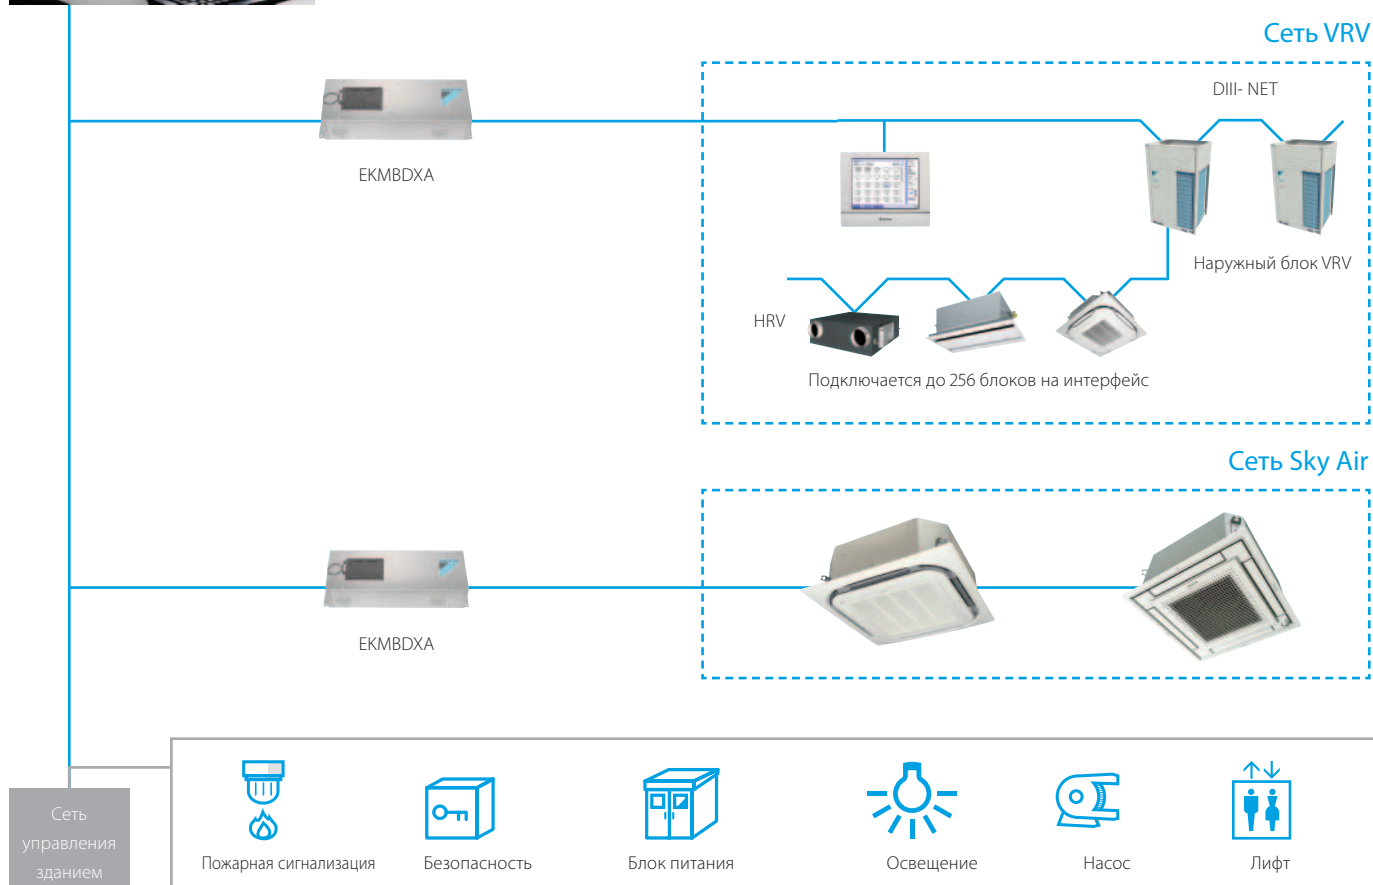 Сеть VRV
DIII- NET
EKMBDXA
Наружный блок VRV
HRV
Подключается до 256 блоков на интерфейс
Сеть Sky Air
EKMBDXA
Сеть
управления
зданием
Пожарная сигнализация
Безопасность
Блок питания
Освещение
Насос
Лифт